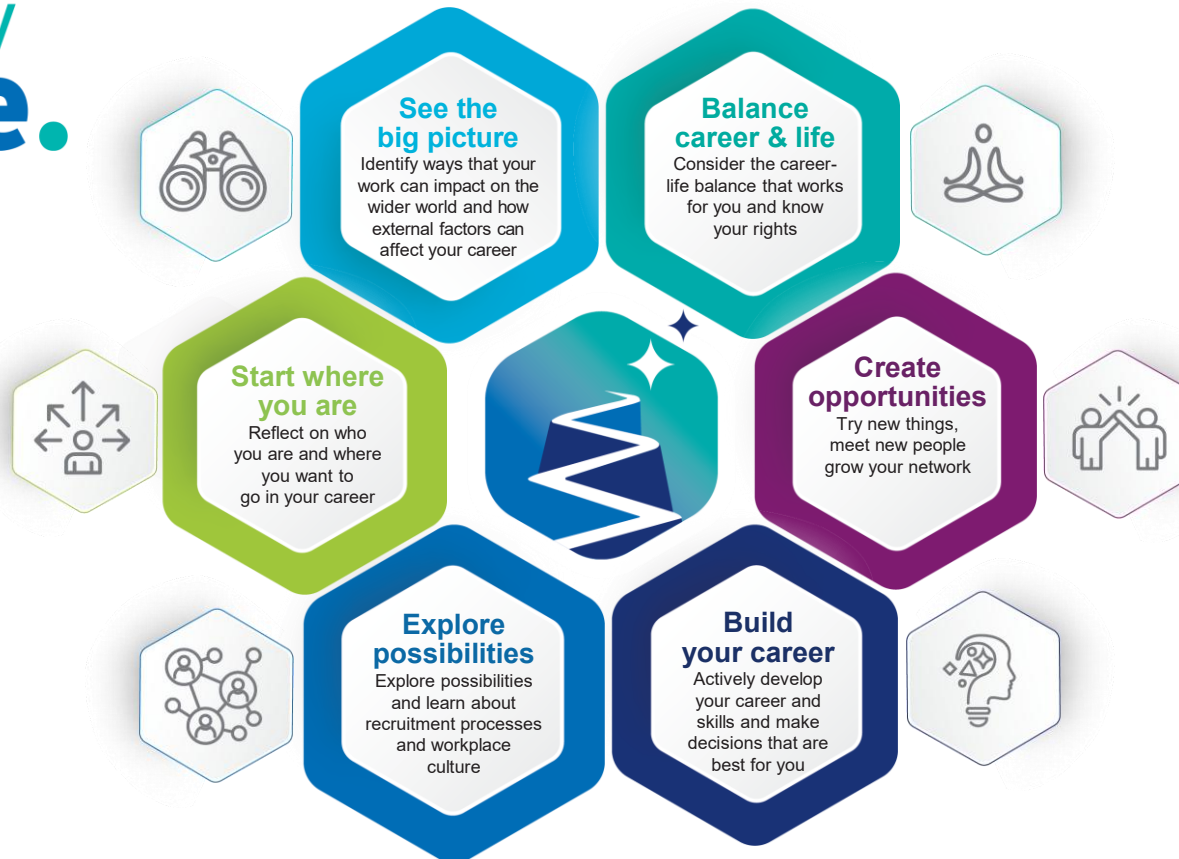 e.
See the
big picture
Identify ways that your
work can impact on the
wider world and how
external factors can
affect your career
Balance
career & life
Consider the career-
life balance that works
for you and know
your rights
Start where
you are
Reflect on who
you are and where
you want to
go in your career
Create
opportunities
Try new things,
meet new people
grow your network
Explore
possibilities
Explore possibilities
and learn about
recruitment processes
and workplace
culture
Build
your career
Actively develop
your career and
skills and make
decisions that are
best for you